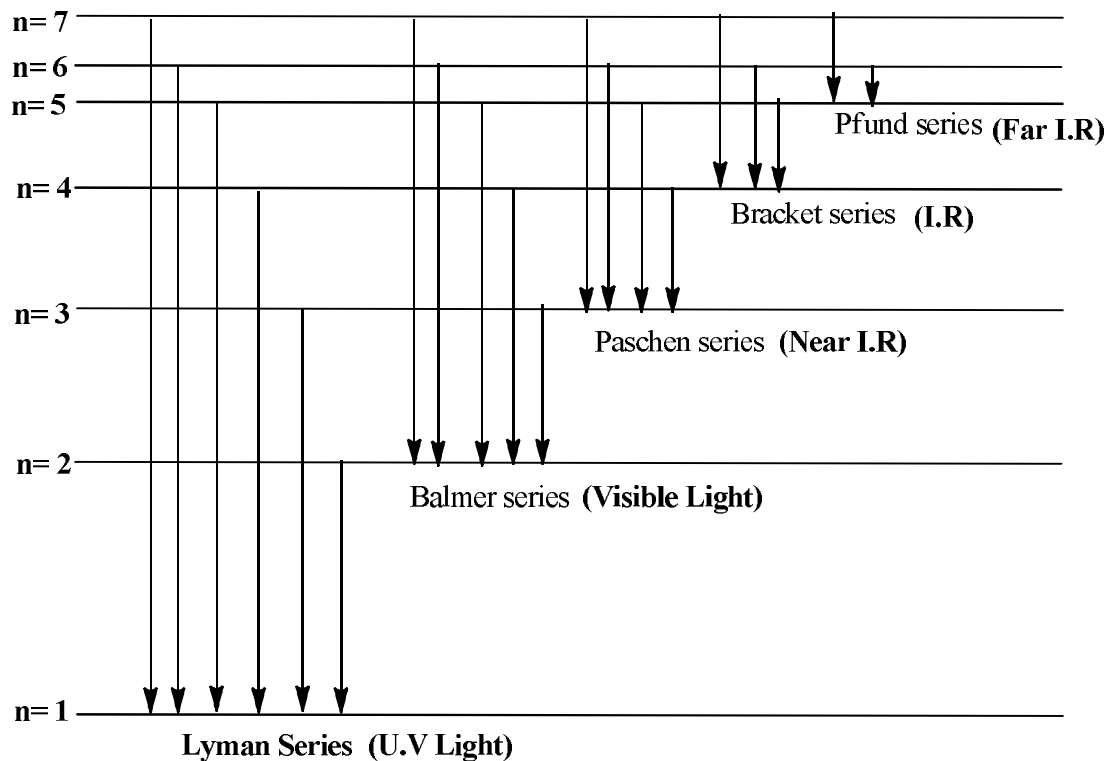 n= 7
n= 6
n= 5
Pfund series (Far I.R)
n= 4
Bracket series (I.R)
n= 3
Paschen series (Near I.R)
n= 2
Balmer series (Visible Light)
n= 1
Lyman Series (U.V Light)